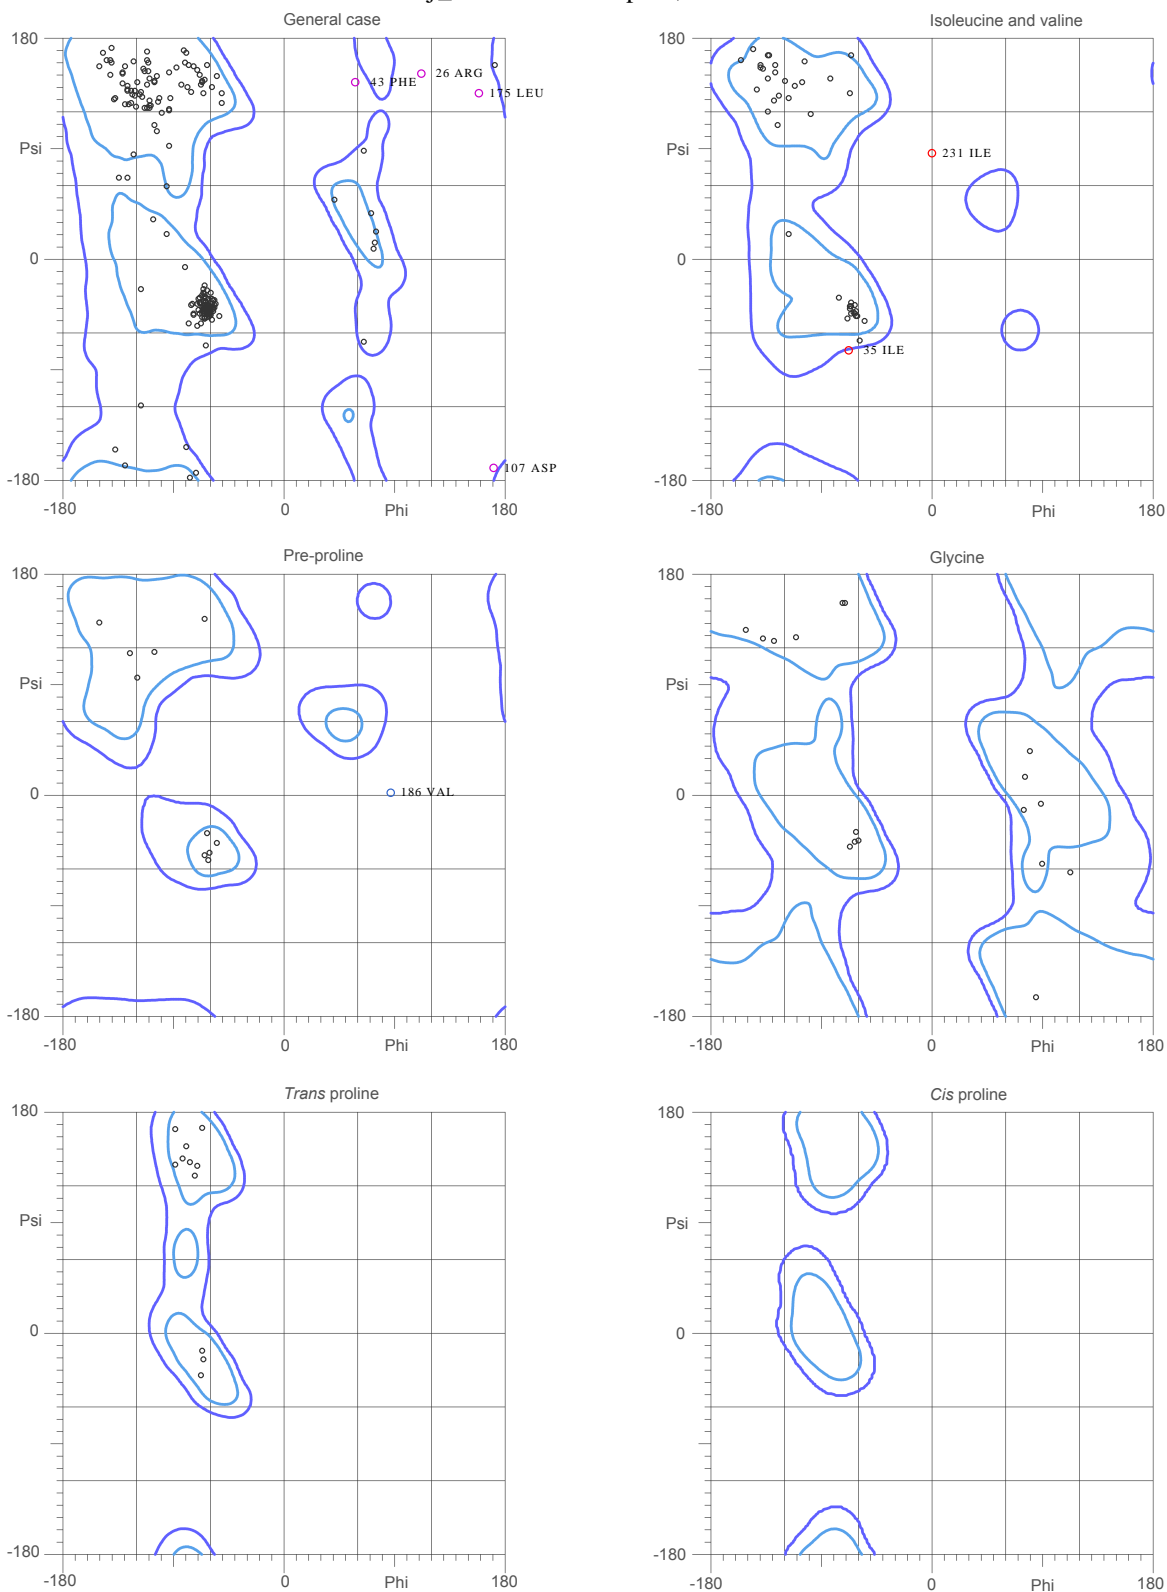 General case
180
43 PHE
26 ARG
175 LEU
Psi
0
107 ASP
-180
-180
0
Phi
180
Isoleucine and valine
180
Psi
231 ILE
0
35 ILE
-180
-180
0
Phi
180
Pre-proline
180
Psi
0
186 VAL
-180
-180
0
Phi
180
Glycine
180
Psi
0
-180
-180
0
Phi
180
Trans proline
180
Psi
0
-180
-180
0
Phi
180
Cis proline
180
Psi
0
-180
-180
0
Phi
180